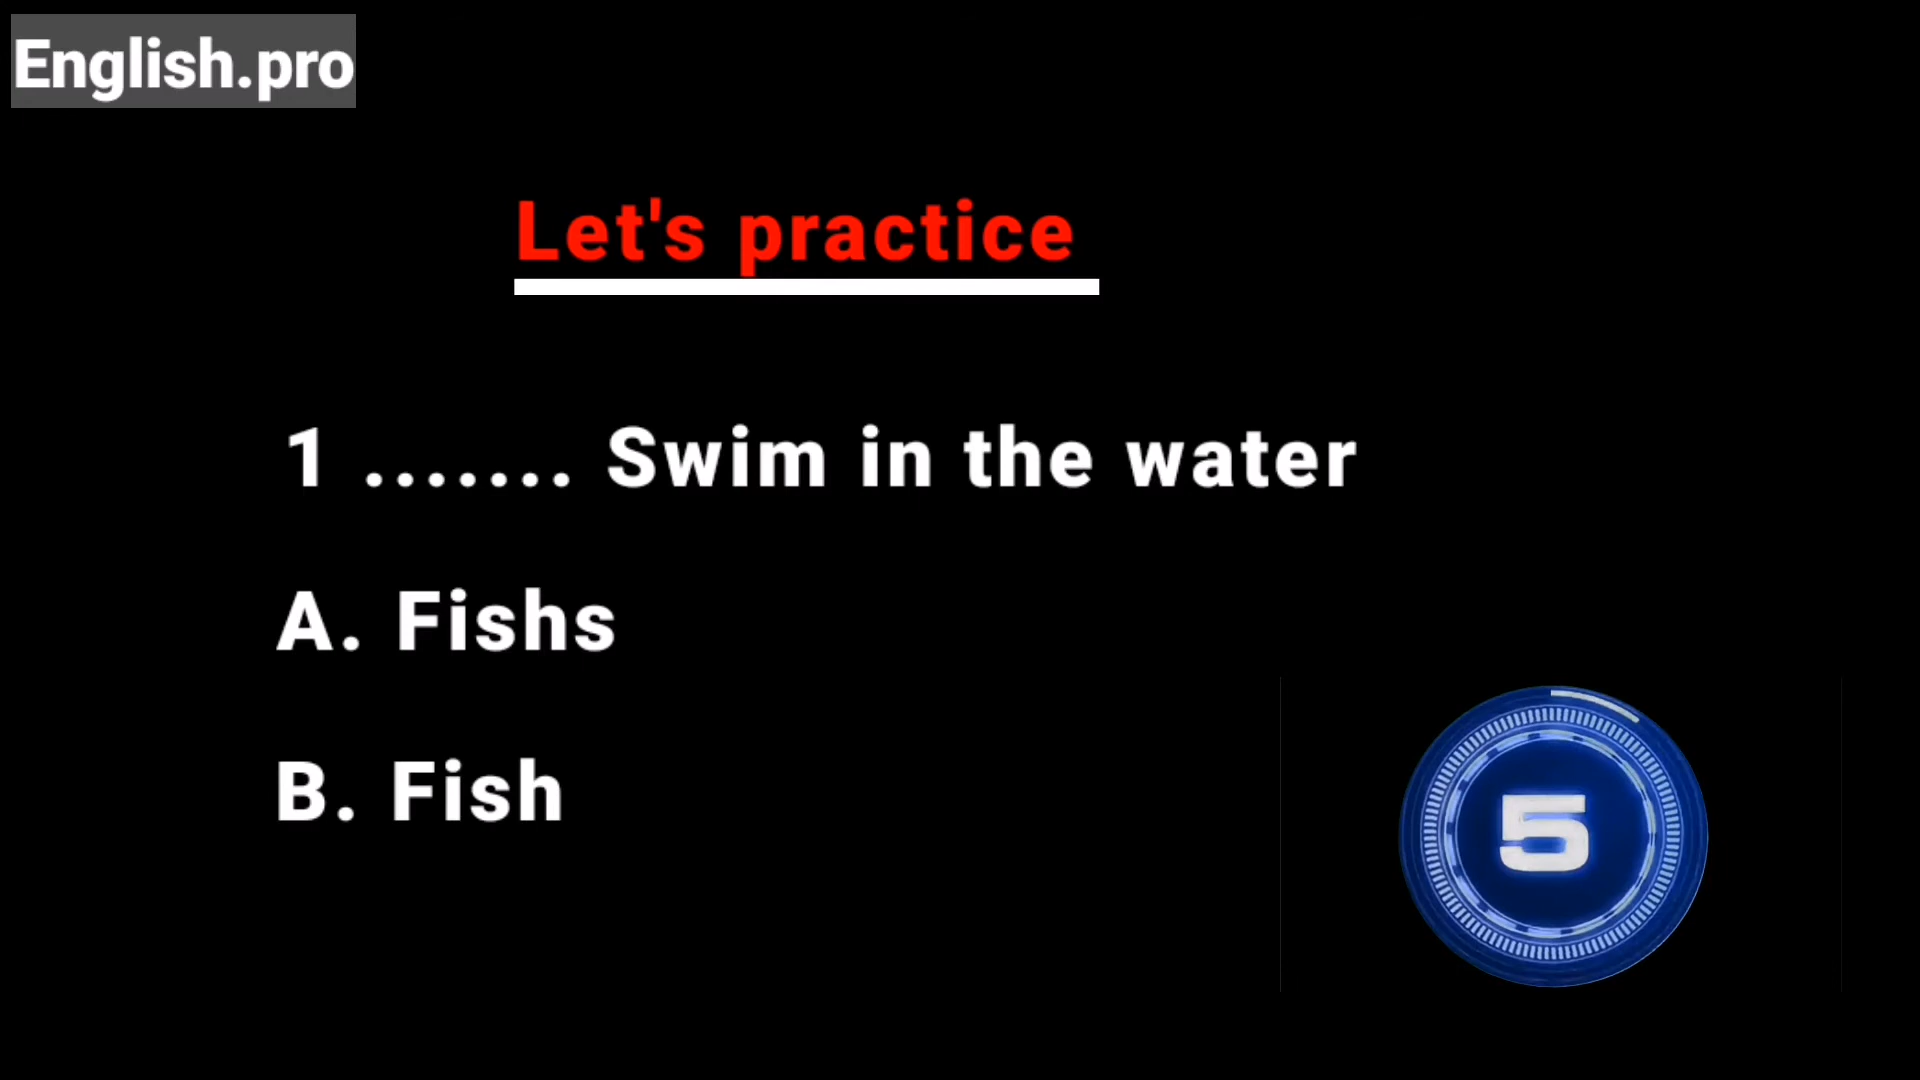 English.pro
Let's practice
1 ....... Swim in the water
A. Fishs
B. Fish
5